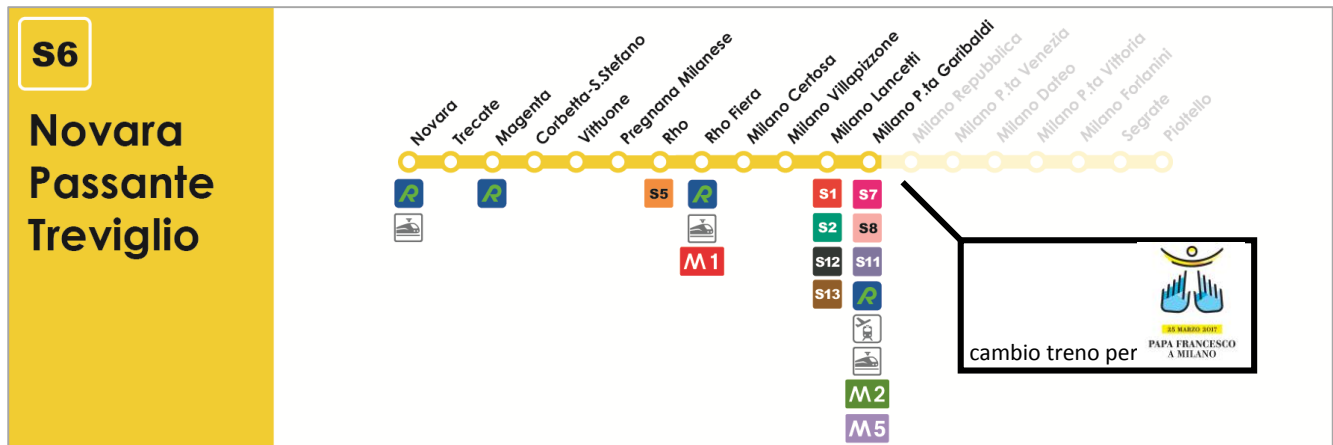 S6
Novara
Passante
Treviglio
Novara
Trecate
Magenta
Corbetta-S.Stefano
Vittuone
Pregnana Milanese
Rho
Rho Fiera
Milano Certosa
Milano Villapizzone
Milano Lancetti
Milano P.ta Garibaldi
Milano Repubblica
Milano P.ta Venezia
Milano Dateo
Milano P.ta Vittoria
Milano Forlanini
Segrate
Pioltello
R
R
S5
R
S1
S7
S2
S8
M1
S12
S11
S13
R
M2
M5
cambio treno per
25 MARZO 2017
PAPA FRANCESCO
A MILANO